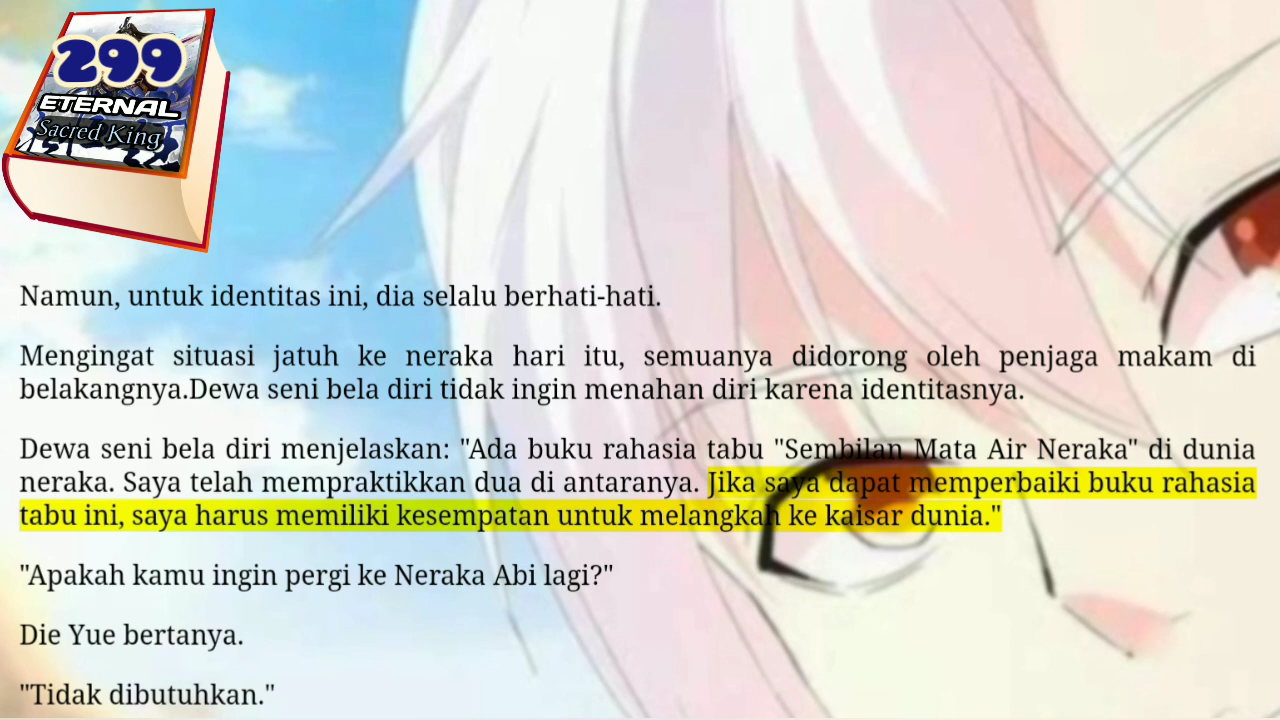 299
ETERNAL
Sacred King
Namun, untuk identitas ini, dia selalu berhati-hati.
Mengingat situasi jatuh ke neraka hari itu, semuanya didorong oleh penjaga makam di
belakangnya.Dewa seni bela diri tidak ingin menahan diri karena identitasnya.
Dewa seni bela diri menjelaskan: "Ada buku rahasia tabu "Sembilan Mata Air Neraka" di dunia
neraka. Saya telah mempraktikkan dua di antaranya. Jika saya dapat memperbaiki buku rahasia
tabu ini, saya harus memiliki kesempatan untuk melangkah ke kaisar dunia."
"Apakah kamu ingin pergi ke Neraka Abi lagi?"
Die Yue bertanya.
"Tidak dibutuhkan."